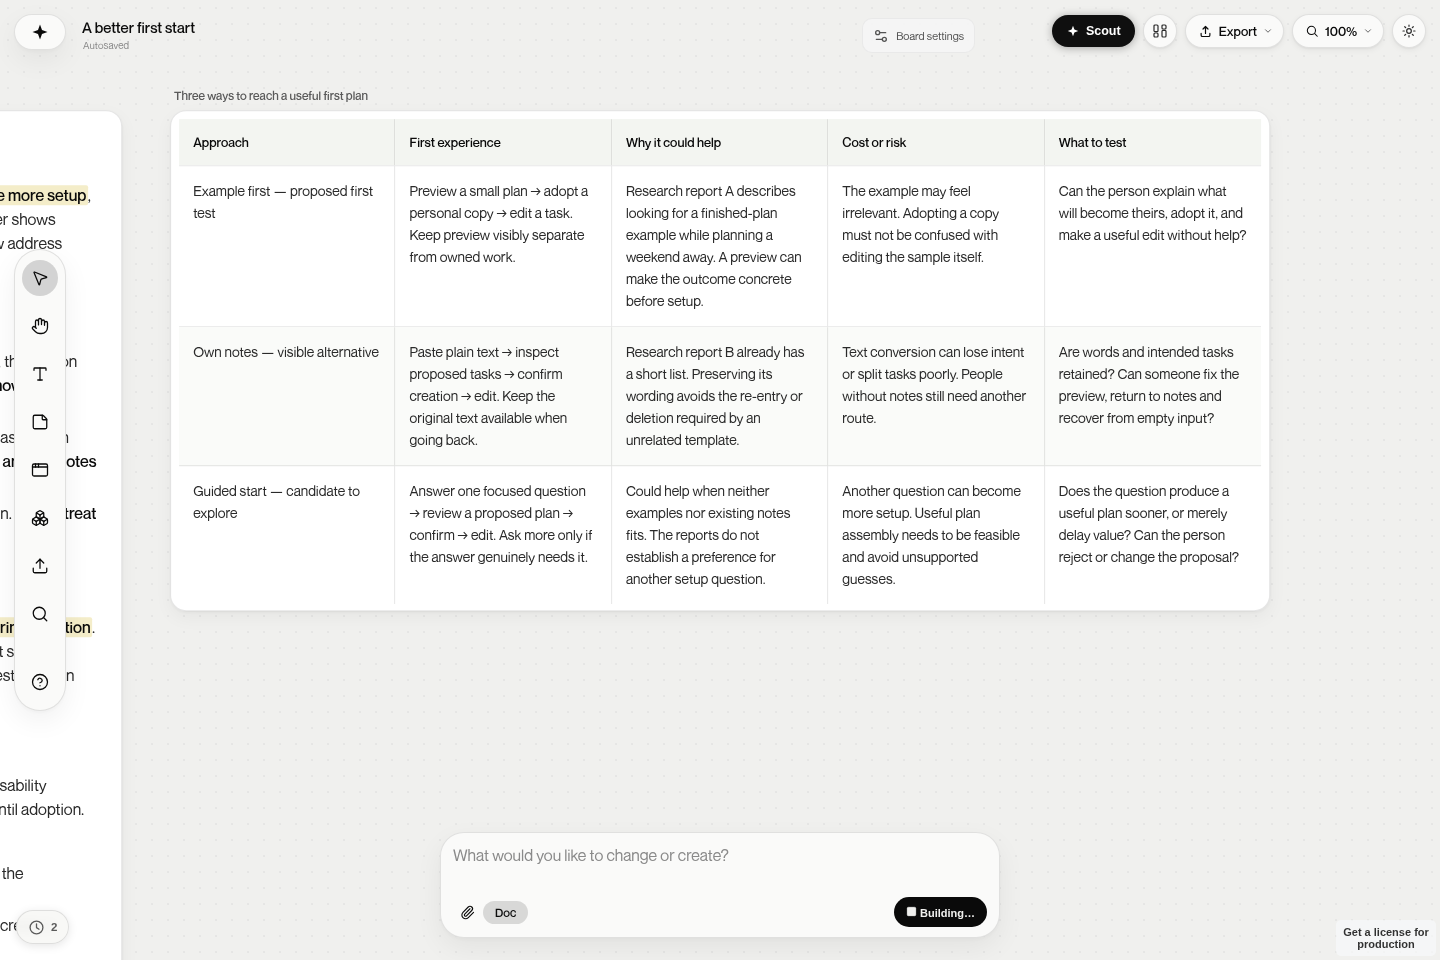 A better first start
Autosaved
Board settings
Scout
Export
100%
Three ways to reach a useful first plan
Approach
First experience
Why it could help
Cost or risk
What to test
Example first — proposed first
test
Preview a small plan → adopt a
personal copy → edit a task.
Keep preview visibly separate
from owned work.
Research report A describes
looking for a finished-plan
example while planning a
weekend away. A preview can
make the outcome concrete
before setup.
The example may feel
irrelevant. Adopting a copy
must not be confused with
editing the sample itself.
Can the person explain what
will become theirs, adopt it, and
make a useful edit without help?
Own notes — visible alternative
Paste plain text → inspect
proposed tasks → confirm
creation → edit. Keep the
original text available when
going back.
Research report B already has
a short list. Preserving its
wording avoids the re-entry or
deletion required by an
unrelated template.
Text conversion can lose intent
or split tasks poorly. People
without notes still need another
route.
Are words and intended tasks
retained? Can someone fix the
preview, return to notes and
recover from empty input?
Guided start — candidate to
explore
Answer one focused question
→ review a proposed plan →
confirm → edit. Ask more only if
the answer genuinely needs it.
Could help when neither
examples nor existing notes
fits. The reports do not
establish a preference for
another setup question.
Another question can become
more setup. Useful plan
assembly needs to be feasible
and avoid unsupported
guesses.
Does the question produce a
useful plan sooner, or merely
delay value? Can the person
reject or change the proposal?
more setup,
shows
address
treat
until adoption.
the
2
What would you like to change or create?
Doc
Building...
Get a license for
production